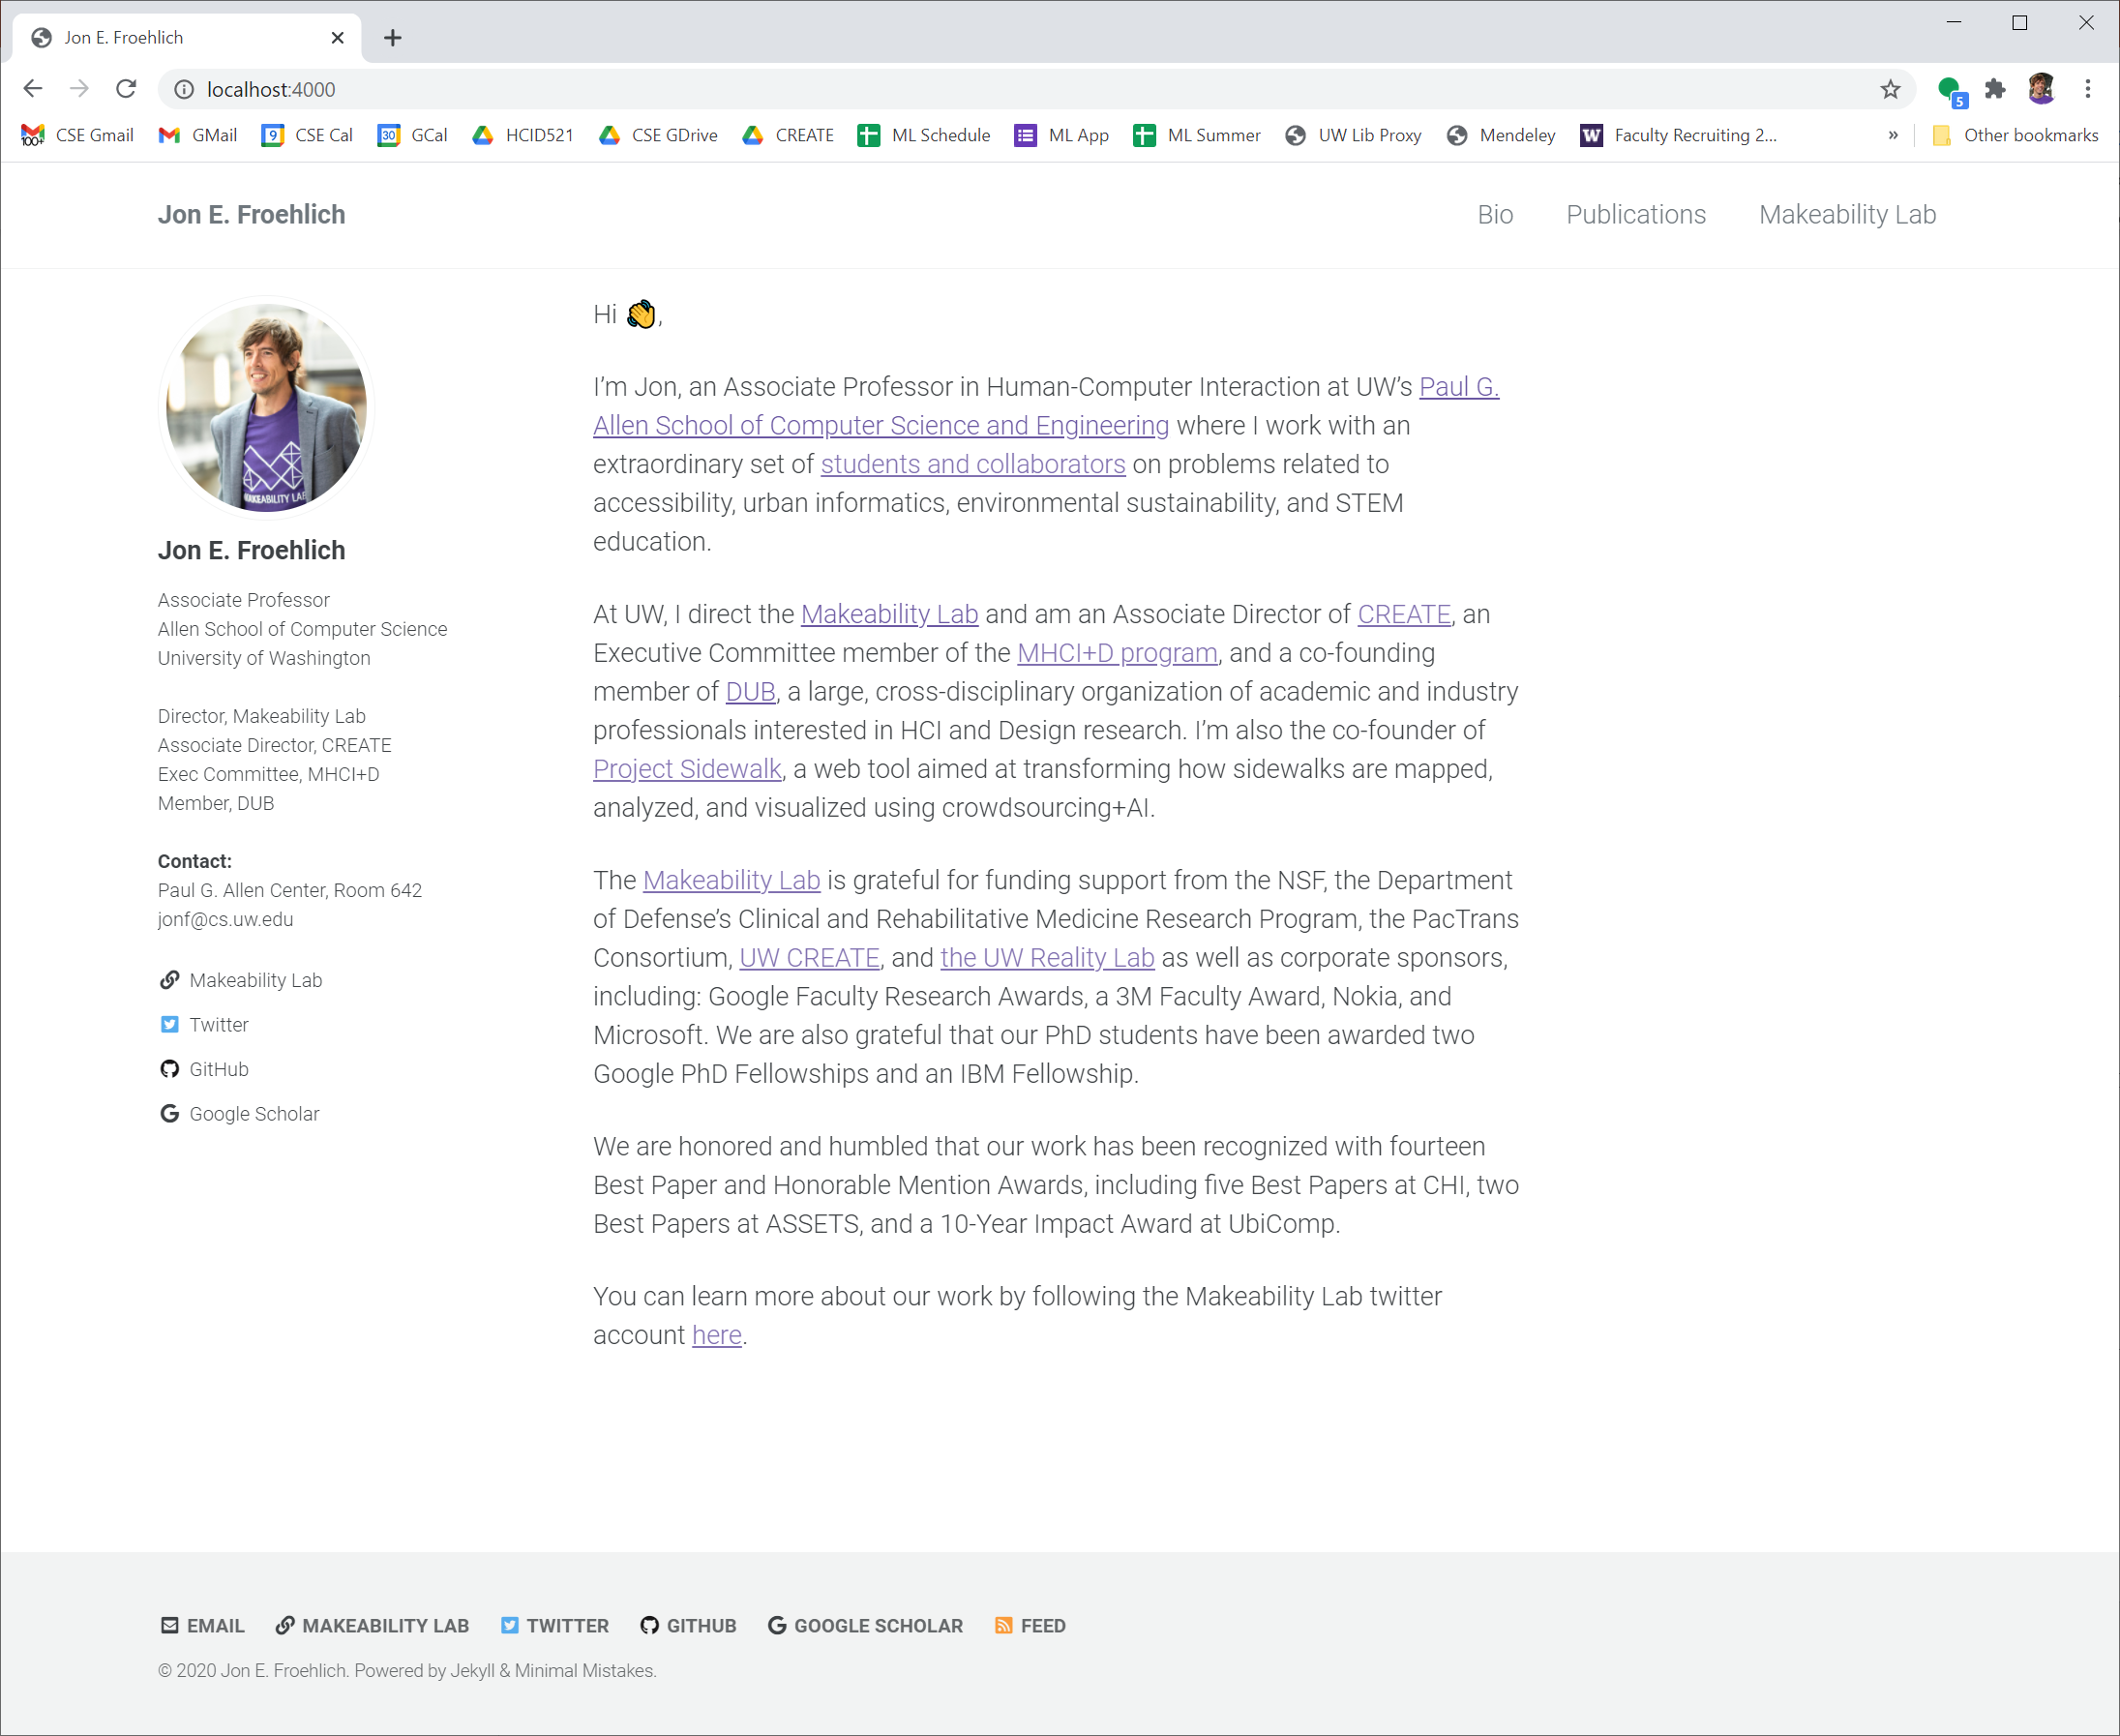 Jon E. Froehlich
localhost:4000
5
100+ CSE Gmail GMail 9 CSE Cal 30 GCal HCID521 CSE GDrive CREATE ML Schedule ML App ML Summer UW Lib Proxy Mendeley W Faculty Recruiting 2... » Other bookmarks
Jon E. Froehlich Bio Publications Makeability Lab
MAKEABILITY LAB
Jon E. Froehlich
Associate Professor
Allen School of Computer Science
University of Washington
Director, Makeability Lab
Associate Director, CREATE
Exec Committee, MHCI+D
Member, DUB
Contact:
Paul G. Allen Center, Room 642
jonf@cs.uw.edu
Makeability Lab
Twitter
GitHub
Google Scholar
Hi 👋,
I’m Jon, an Associate Professor in Human-Computer Interaction at UW’s Paul G.
Allen School of Computer Science and Engineering where I work with an
extraordinary set of students and collaborators on problems related to
accessibility, urban informatics, environmental sustainability, and STEM
education.
At UW, I direct the Makeability Lab and am an Associate Director of CREATE, an
Executive Committee member of the MHCI+D program, and a co-founding
member of DUB, a large, cross-disciplinary organization of academic and industry
professionals interested in HCI and Design research. I’m also the co-founder of
Project Sidewalk, a web tool aimed at transforming how sidewalks are mapped,
analyzed, and visualized using crowdsourcing+AI.
The Makeability Lab is grateful for funding support from the NSF, the Department
of Defense’s Clinical and Rehabilitative Medicine Research Program, the PacTrans
Consortium, UW CREATE, and the UW Reality Lab as well as corporate sponsors,
including: Google Faculty Research Awards, a 3M Faculty Award, Nokia, and
Microsoft. We are also grateful that our PhD students have been awarded two
Google PhD Fellowships and an IBM Fellowship.
We are honored and humbled that our work has been recognized with fourteen
Best Paper and Honorable Mention Awards, including five Best Papers at CHI, two
Best Papers at ASSETS, and a 10-Year Impact Award at UbiComp.
You can learn more about our work by following the Makeability Lab twitter
account here.
EMAIL MAKEABILITY LAB TWITTER GITHUB GOOGLE SCHOLAR FEED
© 2020 Jon E. Froehlich. Powered by Jekyll & Minimal Mistakes.